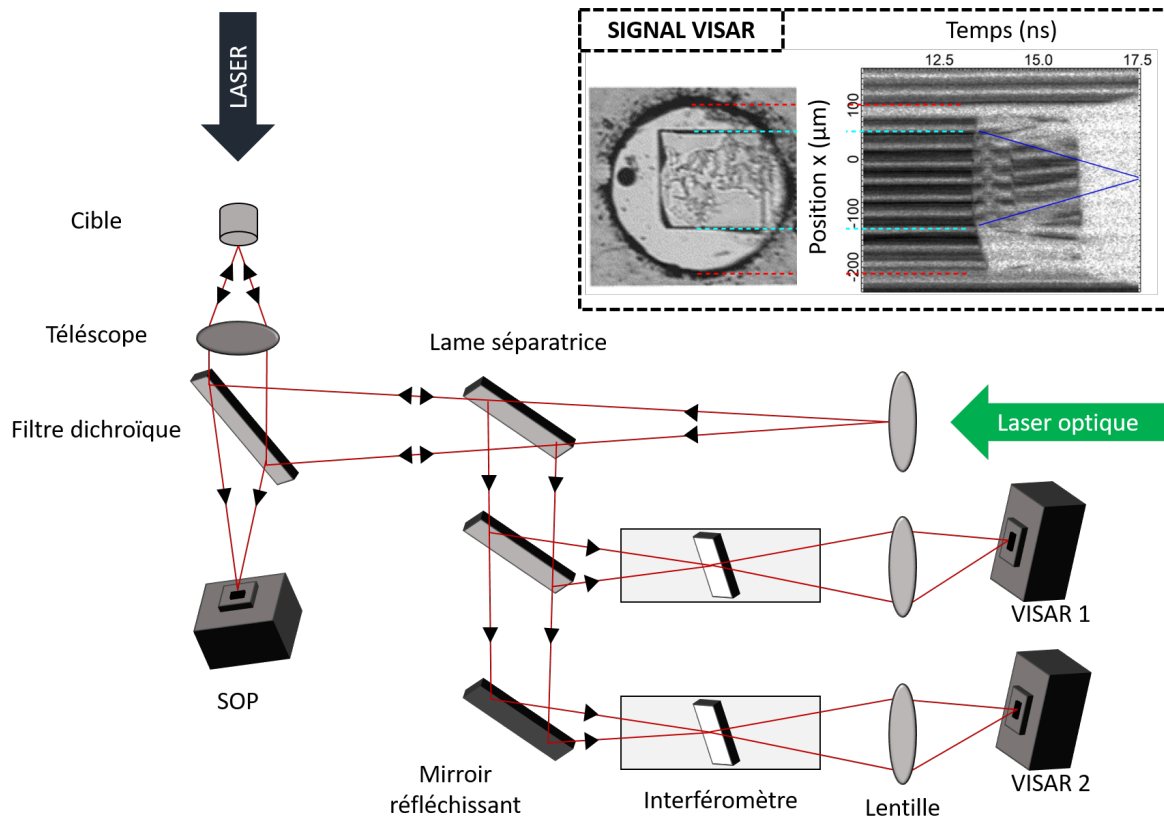 LASER
SIGNAL VISAR
Temps (ns)
12.5 15.0 17.5
Position x (µm)
100
0
-100
-200
Cible
Téléscope
Lame séparatrice
Filtre dichroïque
Laser optique
VISAR 1
SOP
VISAR 2
Mirroir
réfléchissant
Interféromètre
Lentille